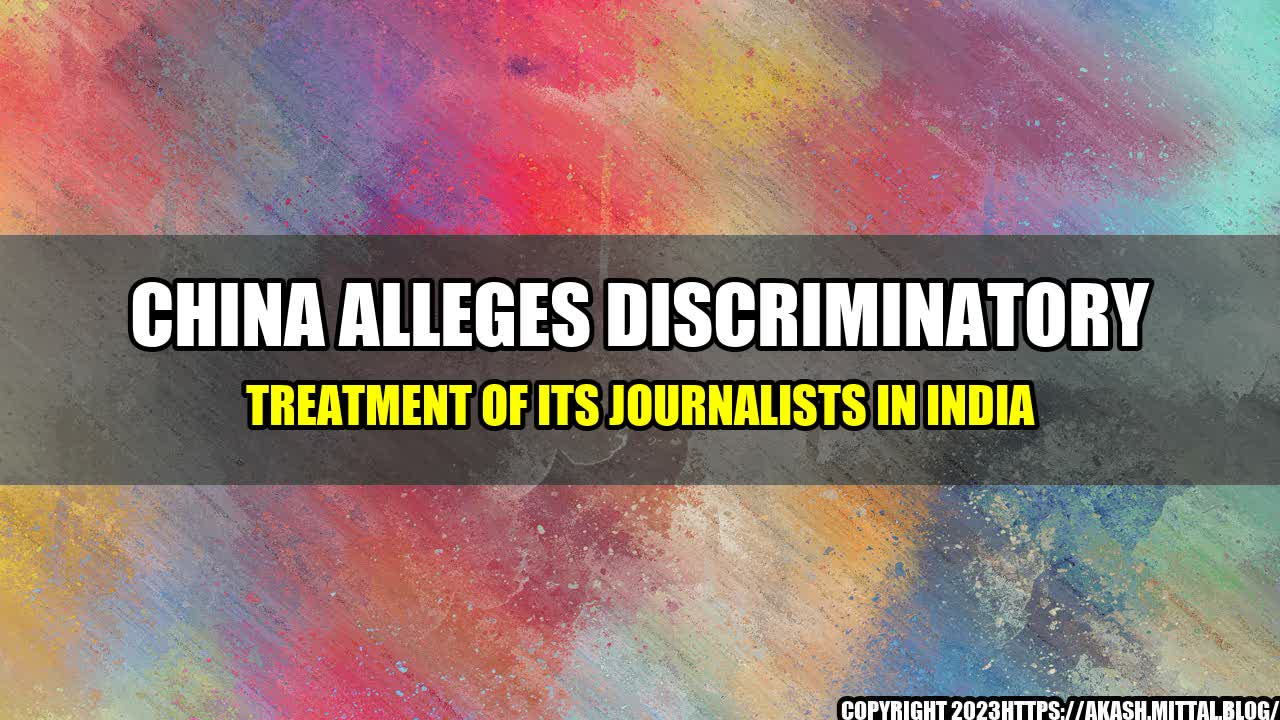 CHINA ALLEGES DISCRIMINATORY
TREATMENT OF ITS JOURNALISTS IN INDIA
COPYRIGHT 2023HTTPS://AKASH.MITTAL.BLOG/